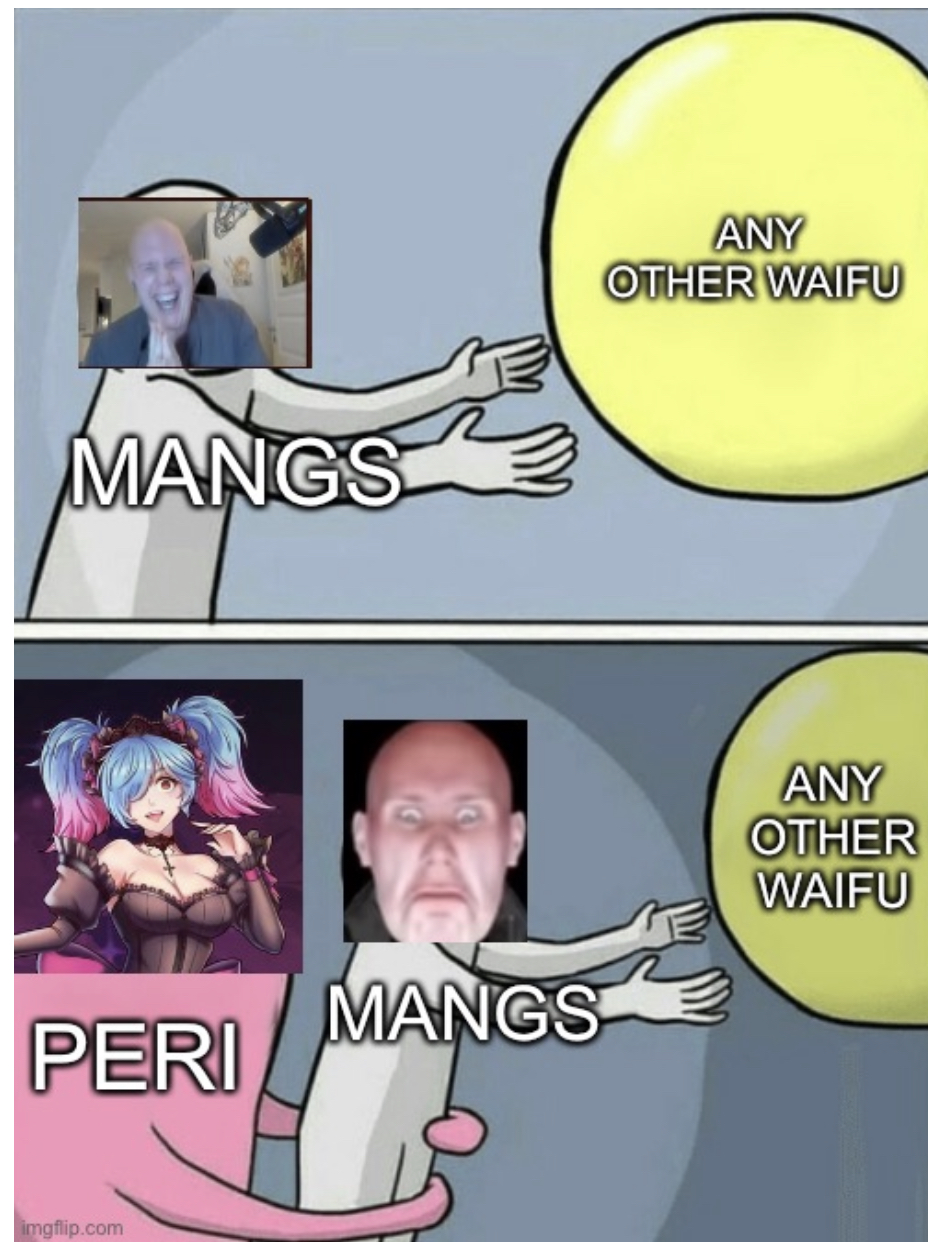 ANY
OTHER WAIFU
MANGS
ANY
OTHER
WAIFU
MANGS
PERI
imgflip.com